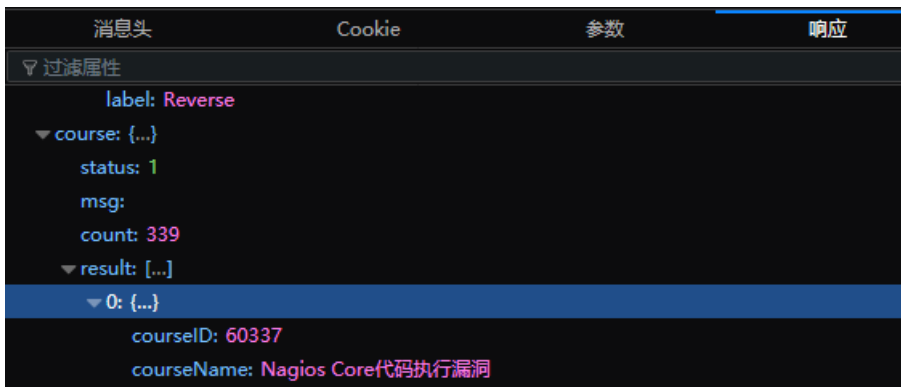 消息头 Cookie 参数 响应
过滤属性
label: Reverse
course: {…}
status: 1
msg:
count: 339
result: […]
0: {…}
courseID: 60337
courseName: Nagios Core代码执行漏洞